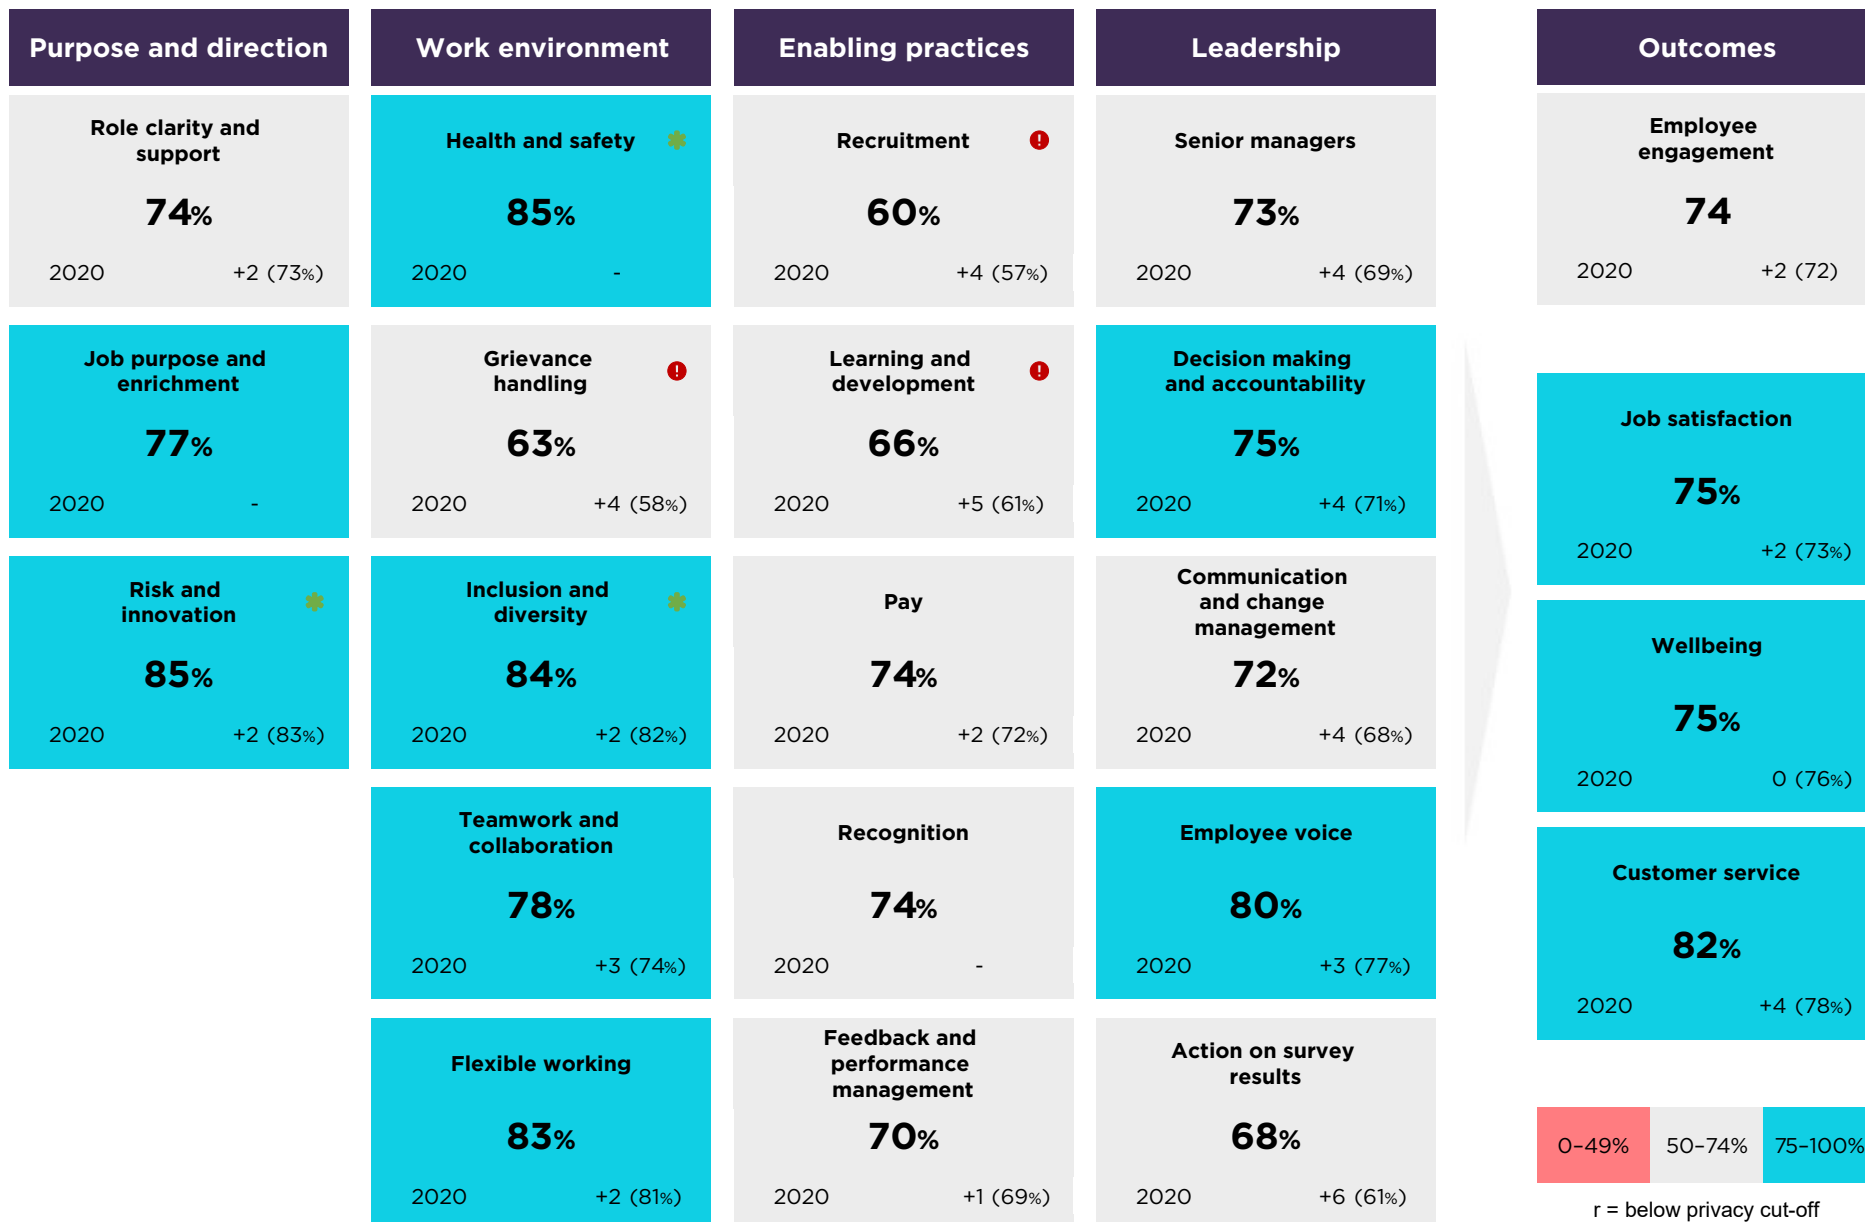 Purpose and direction
Role clarity and
support
74%
2020 +2 (73%)
Job purpose and
enrichment
77%
2020 -
Risk and
innovation
85%
2020 +2 (83%)
Work environment
Health and safety
85%
2020 -
Grievance
handling
63%
2020 +4 (58%)
Inclusion and
diversity
84%
2020 +2 (82%)
Teamwork and
collaboration
78%
2020 +3 (74%)
Flexible working
83%
2020 +2 (81%)
Enabling practices
Recruitment
60%
2020 +4 (57%)
Learning and
development
66%
2020 +5 (61%)
Pay
74%
2020 +2 (72%)
Recognition
74%
2020 -
Feedback and
performance
management
70%
2020 +1 (69%)
Leadership
Senior managers
73%
2020 +4 (69%)
Decision making
and accountability
75%
2020 +4 (71%)
Communication
and change
management
72%
2020 +4 (68%)
Employee voice
80%
2020 +3 (77%)
Action on survey
results
68%
2020 +6 (61%)
Outcomes
Employee
engagement
74
2020 +2 (72)
Job satisfaction
75%
2020 +2 (73%)
Wellbeing
75%
2020 0 (76%)
Customer service
82%
2020 +4 (78%)
0–49% 50–74% 75–100%
r = below privacy cut-off